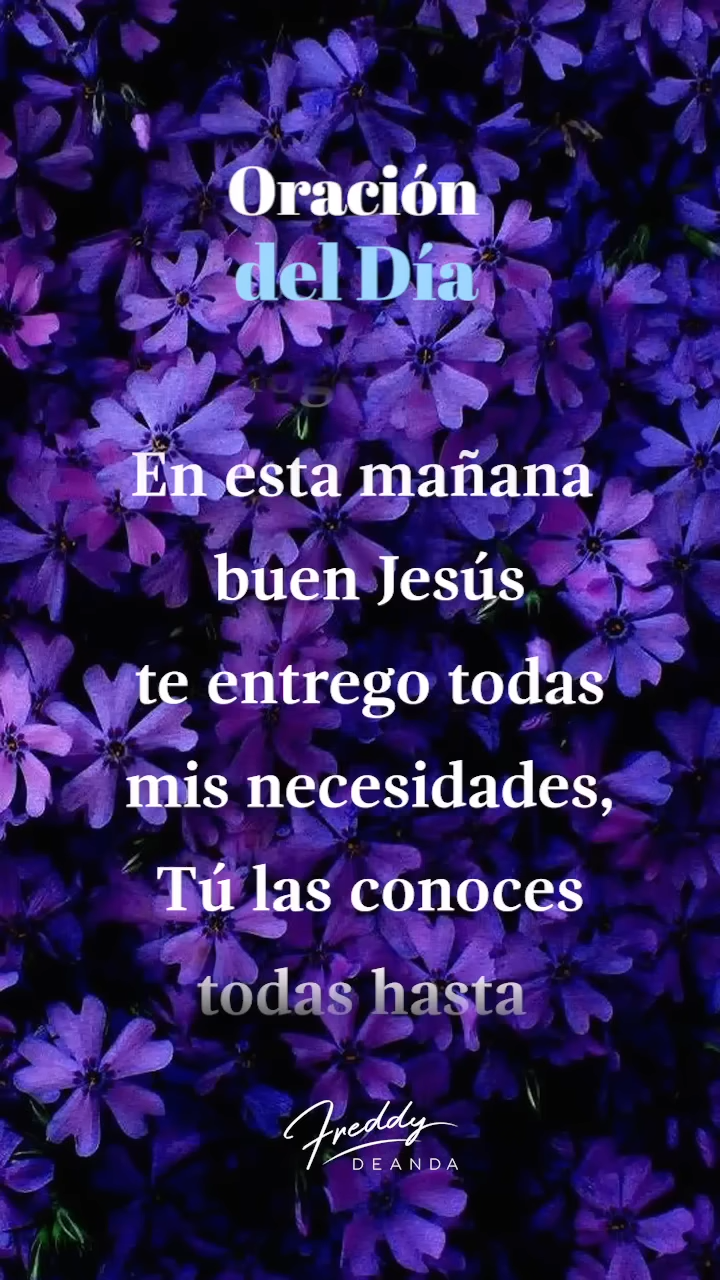 Oración
del Día
En esta mañana
buen Jesús
te entrego todas
mis necesidades,
Tú las conoces
todas hasta
Freddy
DEANDA